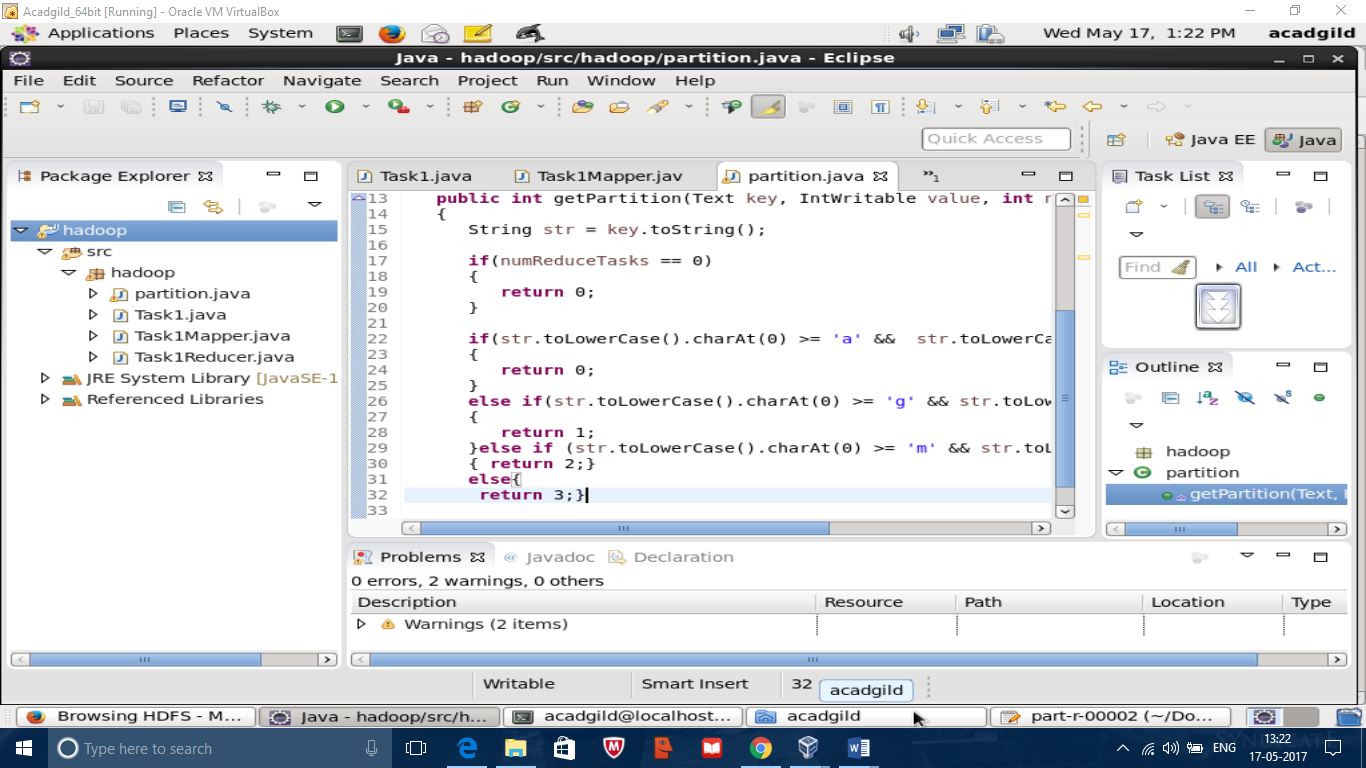 Acadgild_64bit [Running] - Oracle VM VirtualBox
Applications Places System Wed May 17, 1:22 PM acadgild
Java - hadoop/src/hadoop/partition.java - Eclipse
File Edit Source Refactor Navigate Search Project Run Window Help
Quick Access Java EE Java
Package Explorer
hadoop
src
hadoop
partition.java
Task1.java
Task1Mapper.java
Task1Reducer.java
JRE System Library [JavaSE-1
Referenced Libraries
Task1.java Task1Mapper.jav partition.java »1
13 public int getPartition(Text key, IntWritable value, int
14 {
15 String str = key.toString();
16
17 if(numReduceTasks == 0)
18 {
19 return 0;
20 }
21
22 if(str.toLowerCase().charAt(0) >= 'a' && str.toLowerCa
23 {
24 return 0;
25 }
26 else if(str.toLowerCase().charAt(0) >= 'g' && str.toLow
27 {
28 return 1;
29 }else if (str.toLowerCase().charAt(0) >= 'm' && str.toL
30 { return 2;}
31 else{
32 return 3;}
33
Task List
Find All Act...
Outline
hadoop
partition
getPartition(Text,
Problems Javadoc Declaration
0 errors, 2 warnings, 0 others
Description Resource Path Location Type
Warnings (2 items)
Writable Smart Insert 32
acadgild
Browsing HDFS - M... Java - hadoop/src/h... acadgild@localhost... acadgild part-r-00002 (~/Do...
Type here to search ENG 13:22
17-05-2017